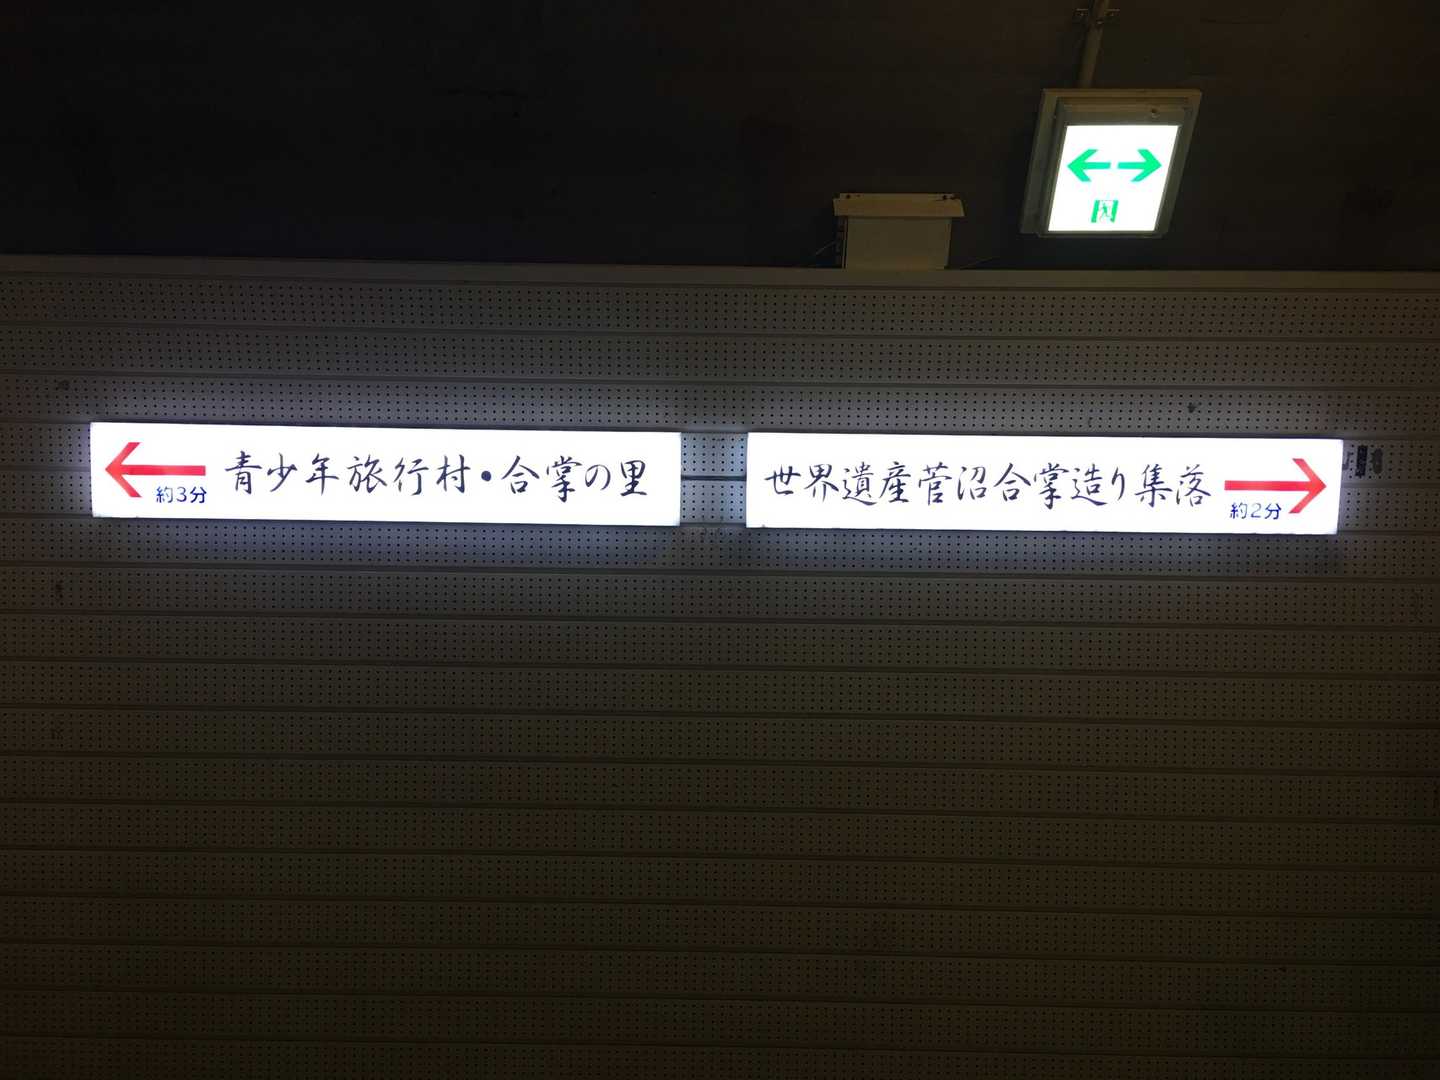 青少年旅行村・合掌の里
約3分
世界遺産菅沼合掌造り集落
約2分